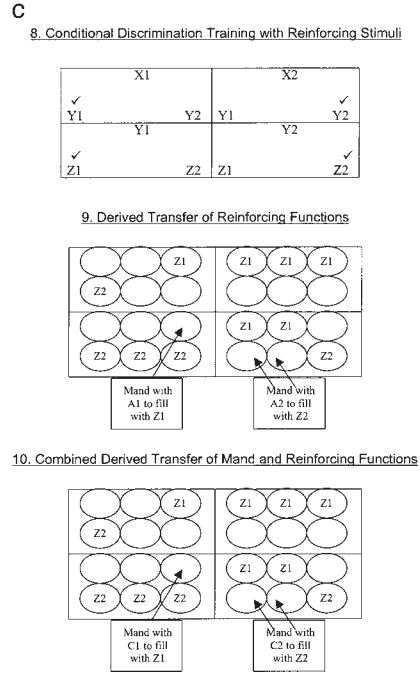 C
8. Conditional Discrimination Training with Reinforcing Stimuli
X1 X2
✓ ✓
Y1 Y2 Y1 Y2
Y1 Y2
✓ ✓
Z1 Z2 Z1 Z2
9. Derived Transfer of Reinforcing Functions
Z1 Z1 Z1 Z1
Z2
Z1 Z1
Z2 Z2 Z2 Z2
Mand with Mand with
A1 to fill A2 to fill
with Z1 with Z2
10. Combined Derived Transfer of Mand and Reinforcing Functions
Z1 Z1 Z1 Z1
Z2
Z1 Z1
Z2 Z2 Z2 Z2
Mand with Mand with
C1 to fill C2 to fill
with Z1 with Z2